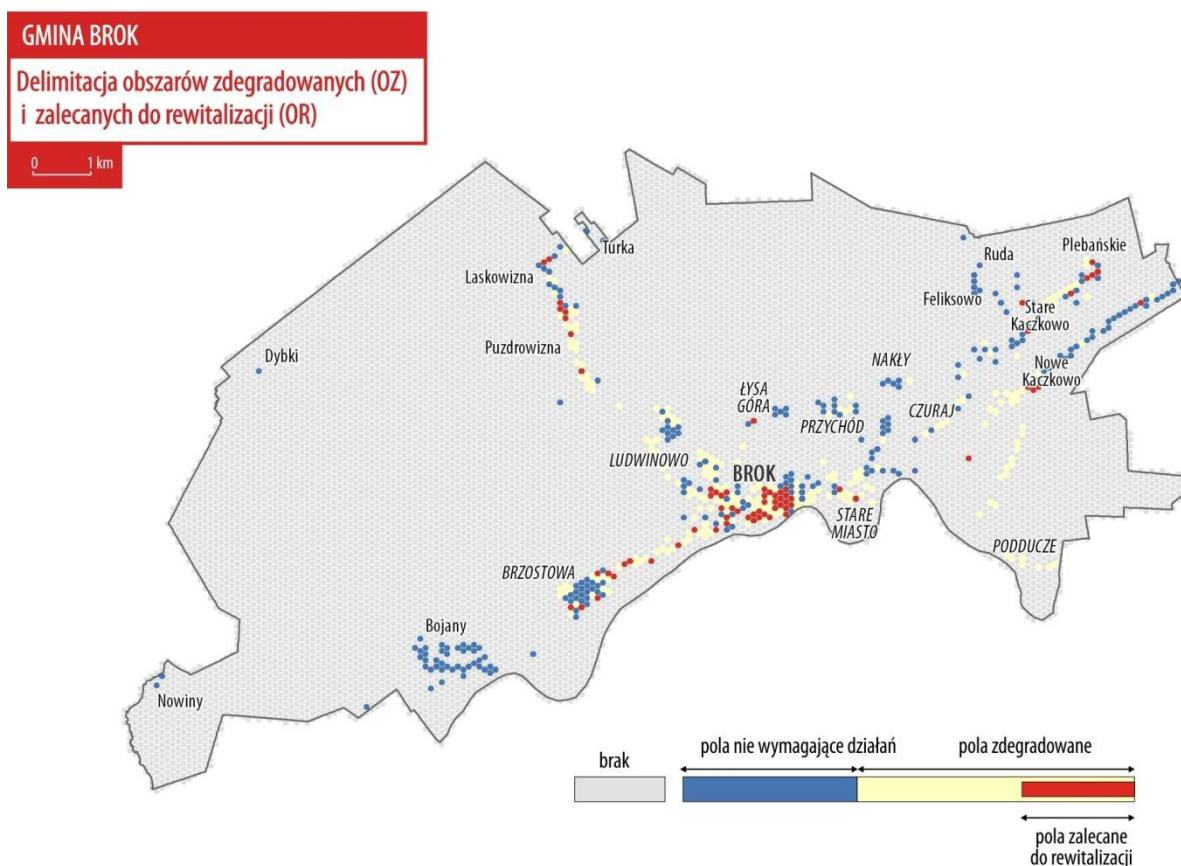 GMINA BROK
Delimitacja obszarów zdegradowanych (OZ)
i zalecanych do rewitalizacji (OR)
0 1 km
Turka
Ruda
Plebańskie
Laskowizna
Feliksowo
Stare
Kaczkowo
Puzdrowizna
Dybki
NAKŁY
Nowe
Kaczkowo
ŁYSA
GÓRA
CZURAJ
PRZYCHÓD
LUDWINOWO
BROK
STARE
MIASTO
PODDUCZE
BRZOSTOWA
Bojany
Nowiny
brak
pola nie wymagające działań
pola zdegradowane
pola zalecane
do rewitalizacji